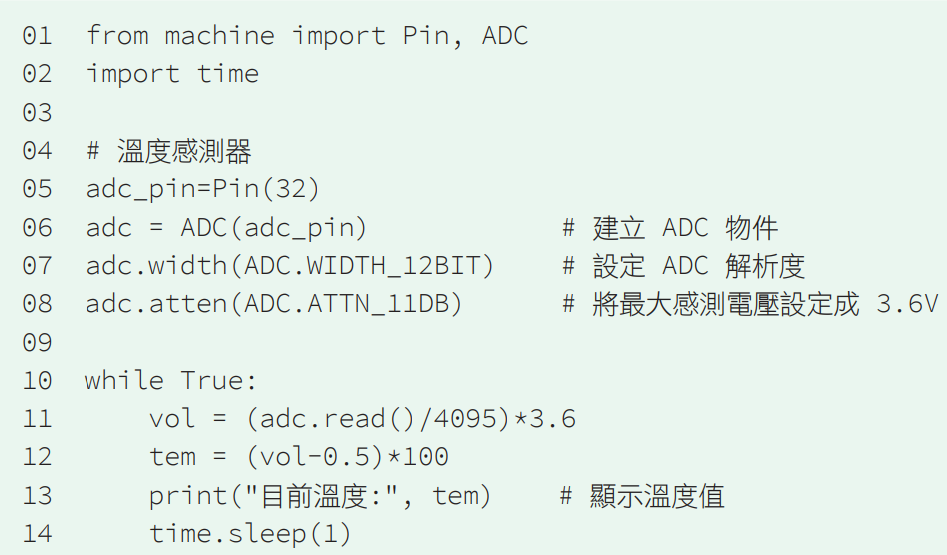 01 from machine import Pin, ADC
02 import time
03
04 # 溫度感測器
05 adc_pin=Pin(32)
06 adc = ADC(adc_pin) # 建立 ADC 物件
07 adc.width(ADC.WIDTH_12BIT) # 設定 ADC 解析度
08 adc.atten(ADC.ATTN_11DB) # 將最大感測電壓設定成 3.6V
09
10 while True:
11     vol = (adc.read()/4095)*3.6
12     tem = (vol-0.5)*100
13     print("目前溫度:", tem) # 顯示溫度值
14     time.sleep(1)